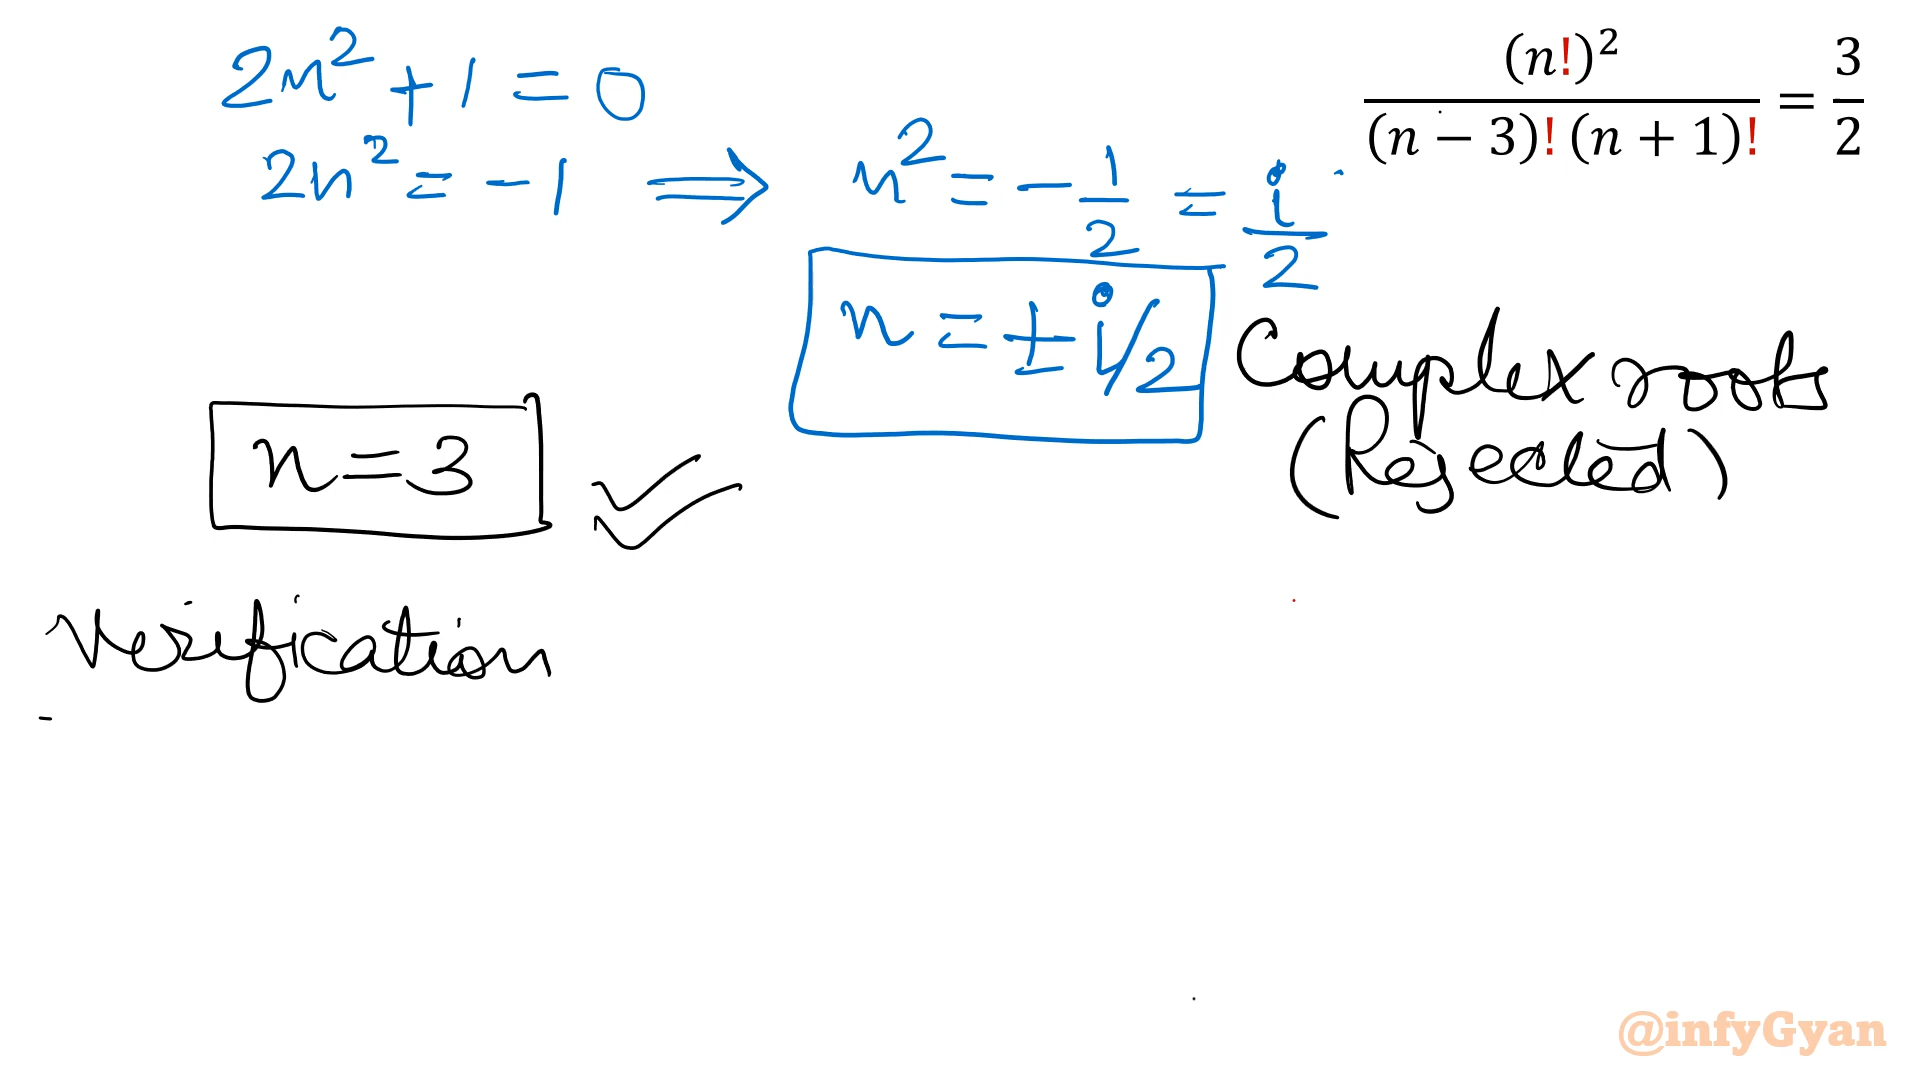 2n² + 1 = 0
2n² = -1 ⟹ n² = -1/2 = i/2
n = ± i/2
Complex roots
(Rejected)
(n!)² / (n − 3)! (n + 1)! = 3/2
n = 3
Verification
@infyGyan